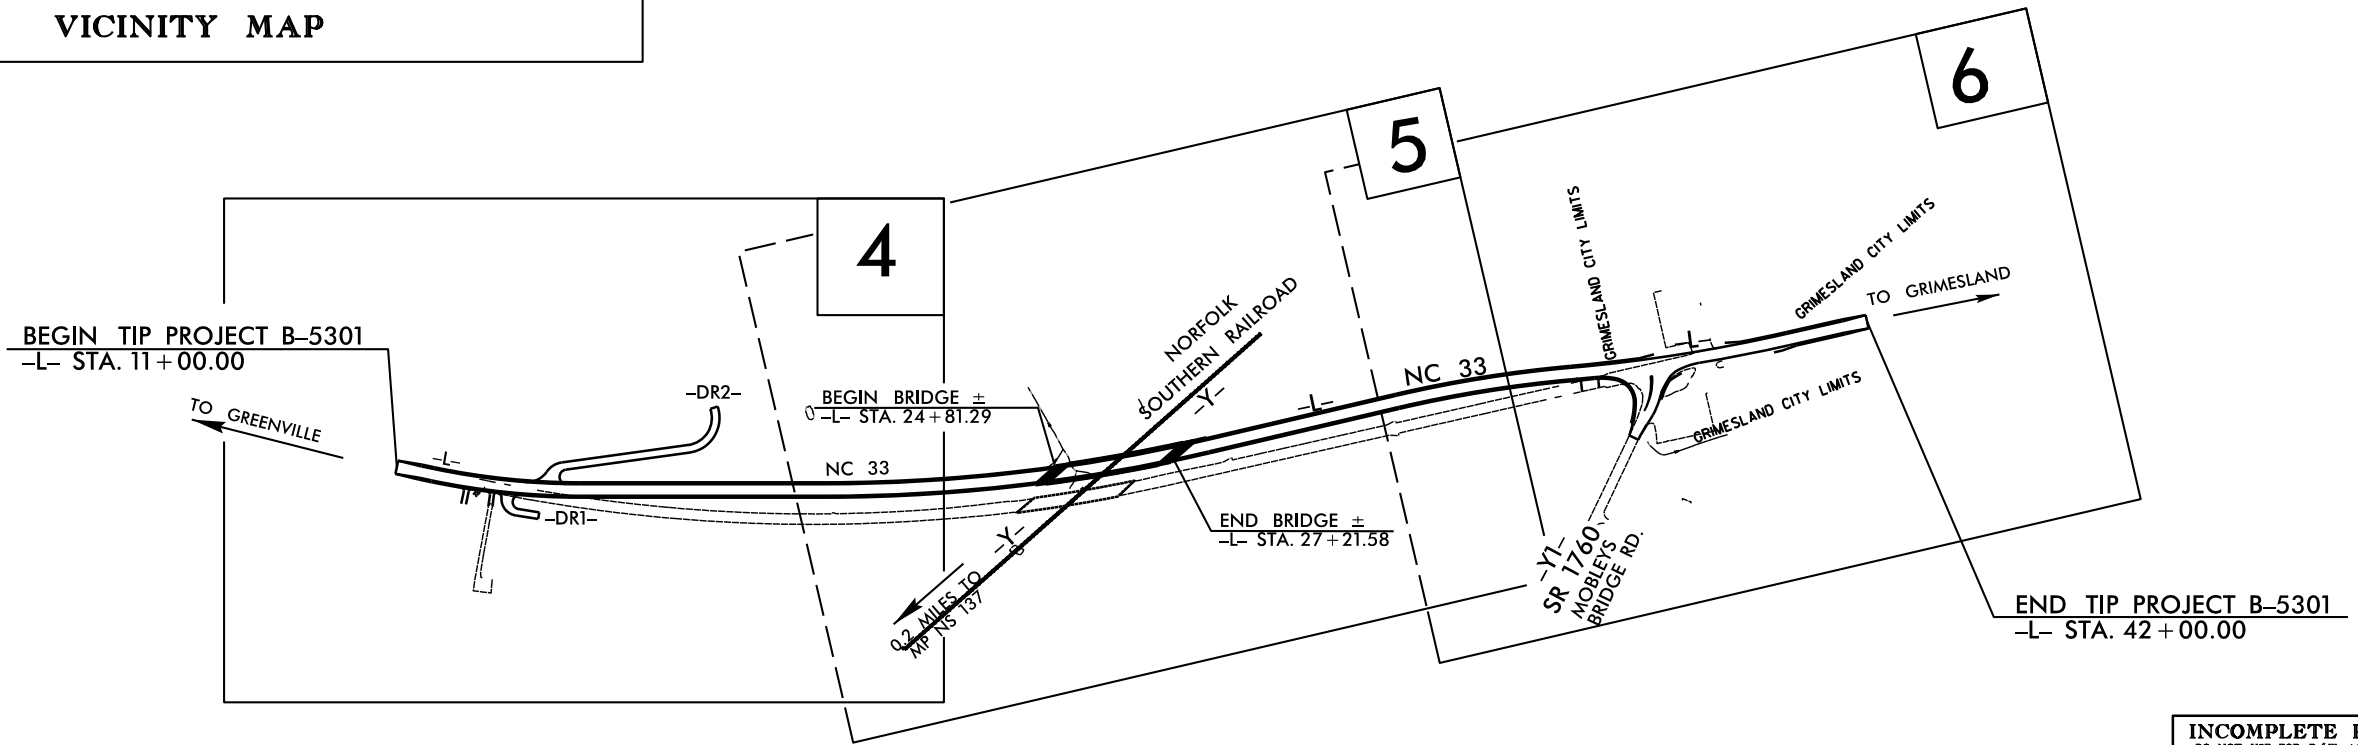 VICINITY MAP
6
5
4
GRIMESLAND CITY LIMITS
GRIMESLAND CITY LIMITS
TO GRIMESLAND
NORFOLK
SOUTHERN RAILROAD
BEGIN TIP PROJECT B–5301
–L– STA. 11+00.00
TO GREENVILLE
–DR2–
BEGIN BRIDGE ±
–L– STA. 24+81.29
–Y–
–L–
NC 33
–L–
GRIMESLAND CITY LIMITS
–L–
NC 33
–DR1–
END BRIDGE ±
–L– STA. 27+21.58
–Y–
0.2 MILES TO
MP NS 137
–Y1–
SR 1760
MOBLEYS
BRIDGE RD.
END TIP PROJECT B–5301
–L– STA. 42+00.00
INCOMPLETE